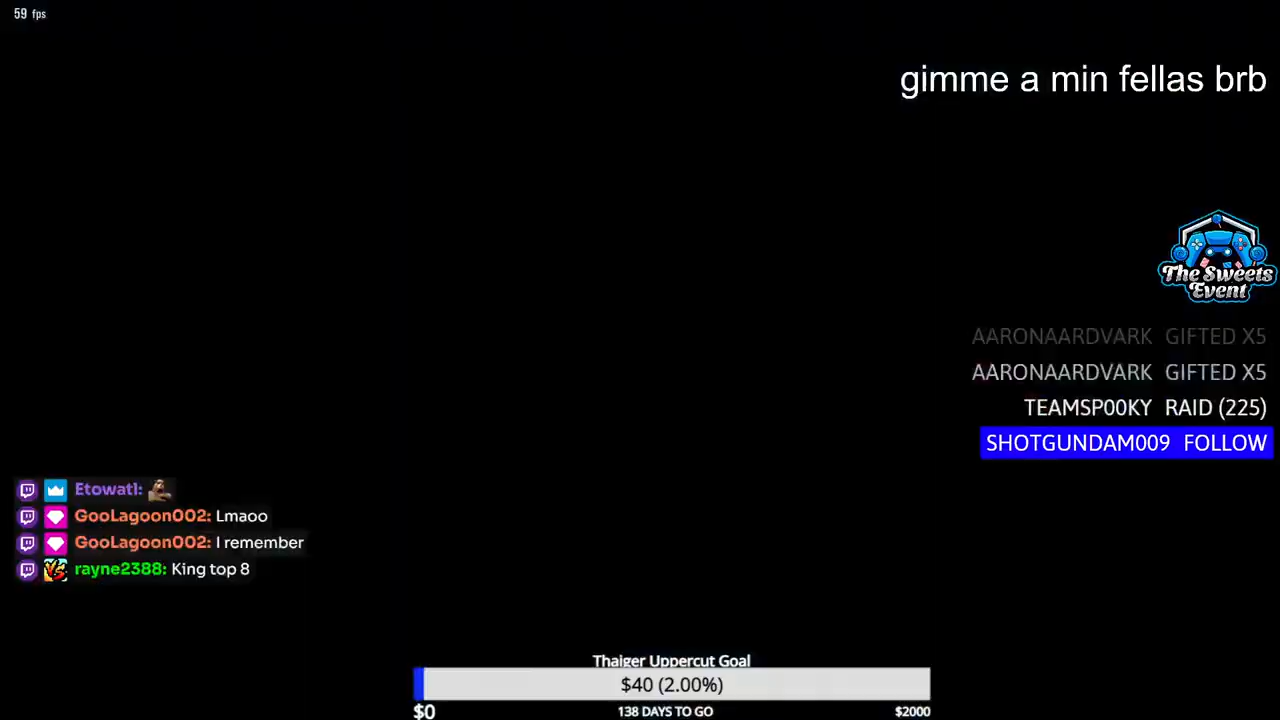 59 fps
gimme a min fellas brb
The Sweets
Event
AARONAARDVARK GIFTED X5
AARONAARDVARK GIFTED X5
TEAMSP00KY RAID (225)
SHOTGUNDAM009 FOLLOW
Etowatl:
GooLagoon002: Lmaoo
GooLagoon002: I remember
rayne2388: King top 8
Thaiger Uppercut Goal
$40 (2.00%)
$0 138 DAYS TO GO $2000